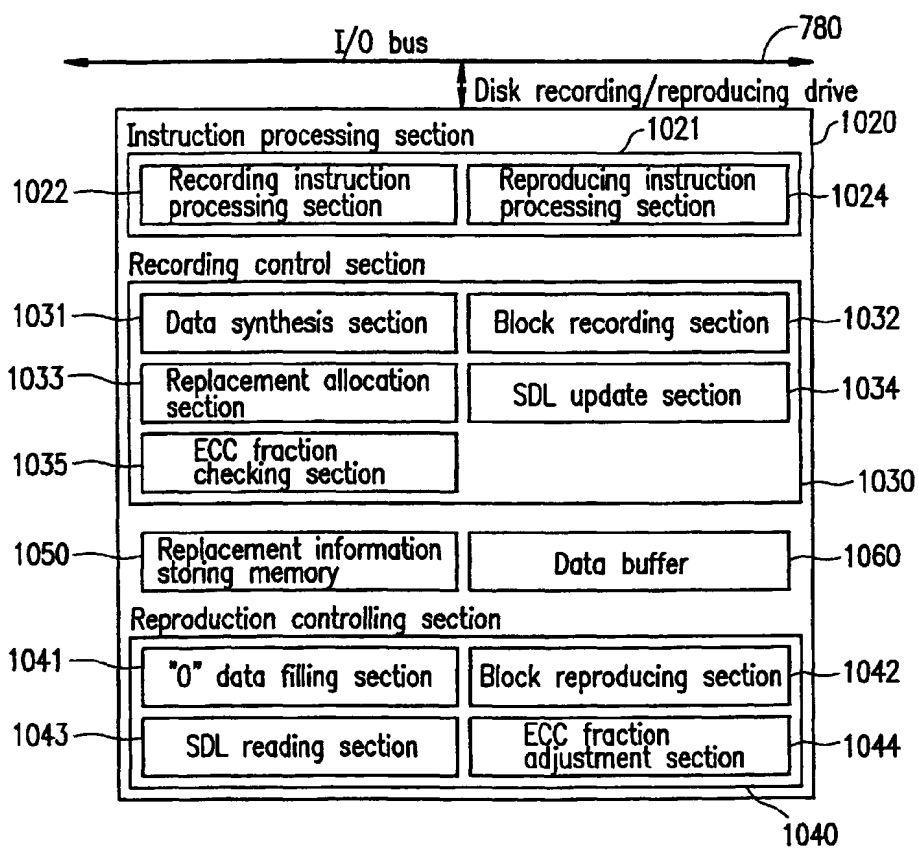 I/O bus
780
Disk recording/reproducing drive
Instruction processing section
1021
1020
1022
Recording instruction
processing section
Reproducing instruction
processing section
1024
Recording control section
1031
Data synthesis section
Block recording section
1032
1033
Replacement allocation
section
SDL update section
1034
1035
ECC fraction
checking section
1030
1050
Replacement information
storing memory
Data buffer
1060
Reproduction controlling section
1041
"0" data filling section
Block reproducing section
1042
1043
SDL reading section
ECC fraction
adjustment section
1044
1040